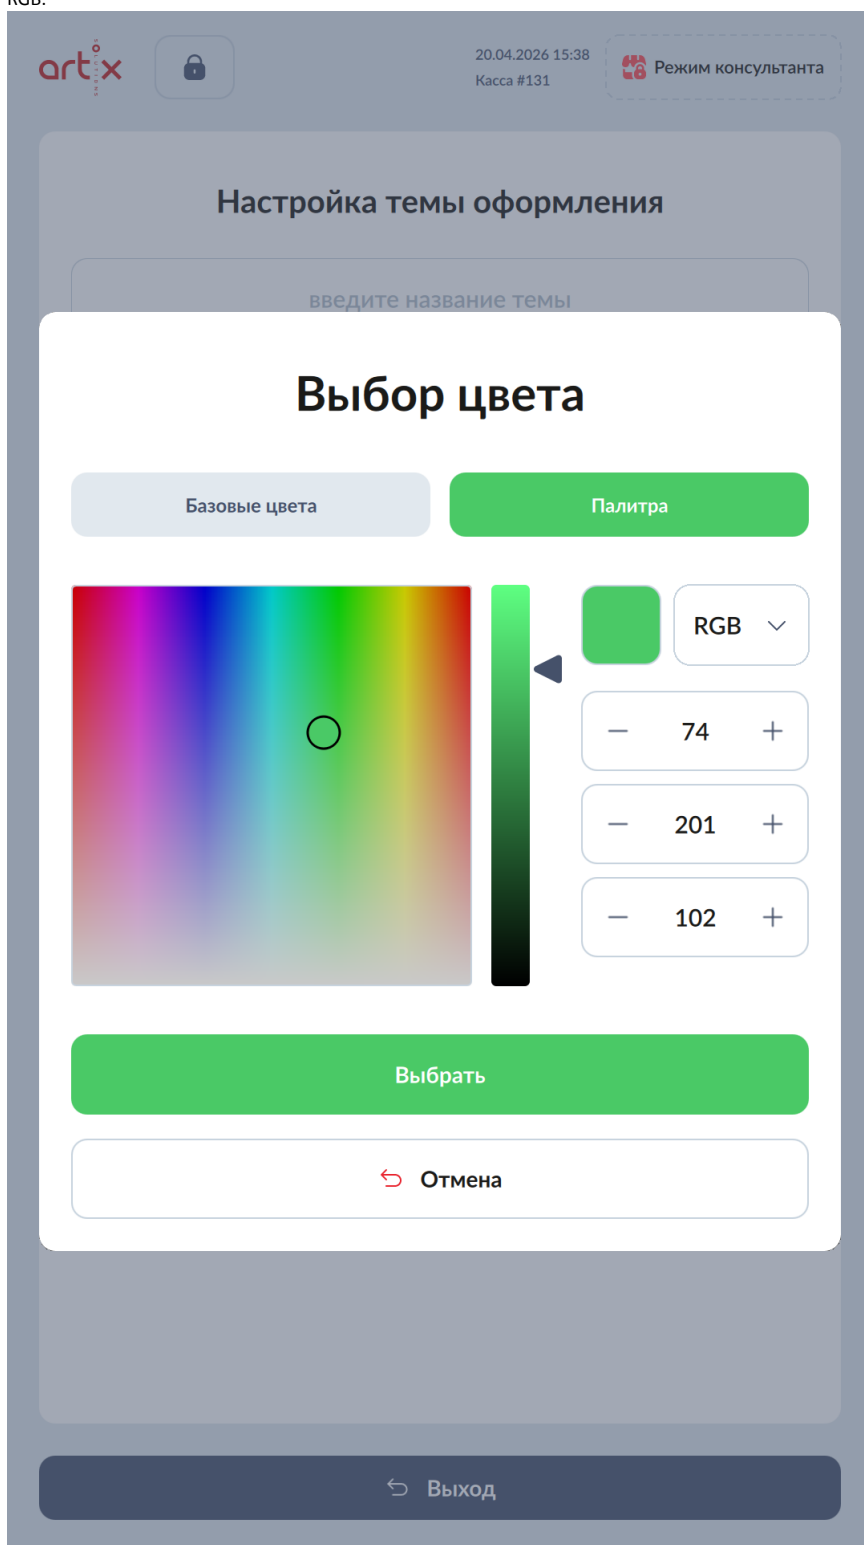 RGB.
artix
20.04.2026 15:38
Касса #131
Режим консультанта
Настройка темы оформления
введите название темы
Выбор цвета
Базовые цвета
Палитра
RGB
74
201
102
Выбрать
Отмена
Выход